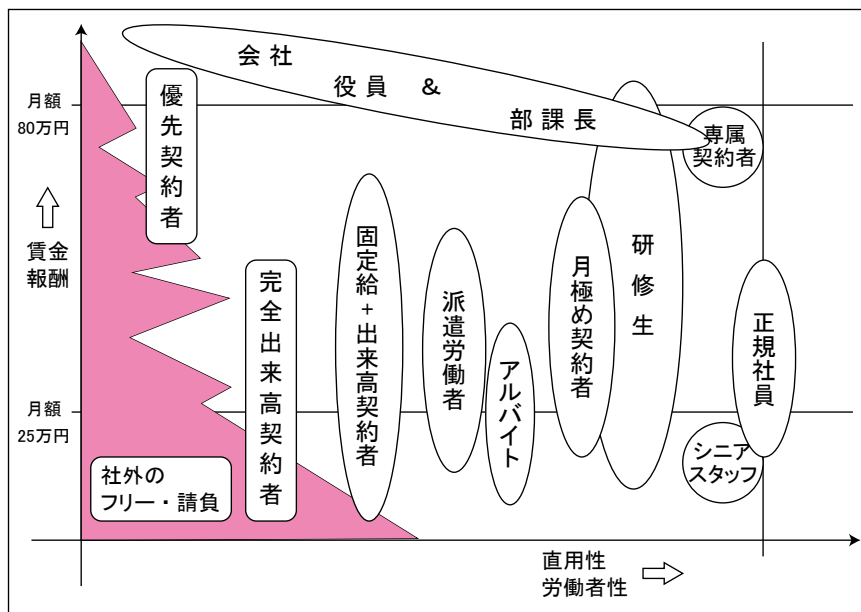 会社
役員 &
部課長
月額
80万円
賃金
報酬
月額
25万円
優先契約者
完全出来高契約者
固定給+出来高契約者
派遣労働者
アルバイト
月極め契約者
研修生
専属
契約者
正規社員
シニア
スタッフ
社外の
フリー・請負
直用性
労働者性